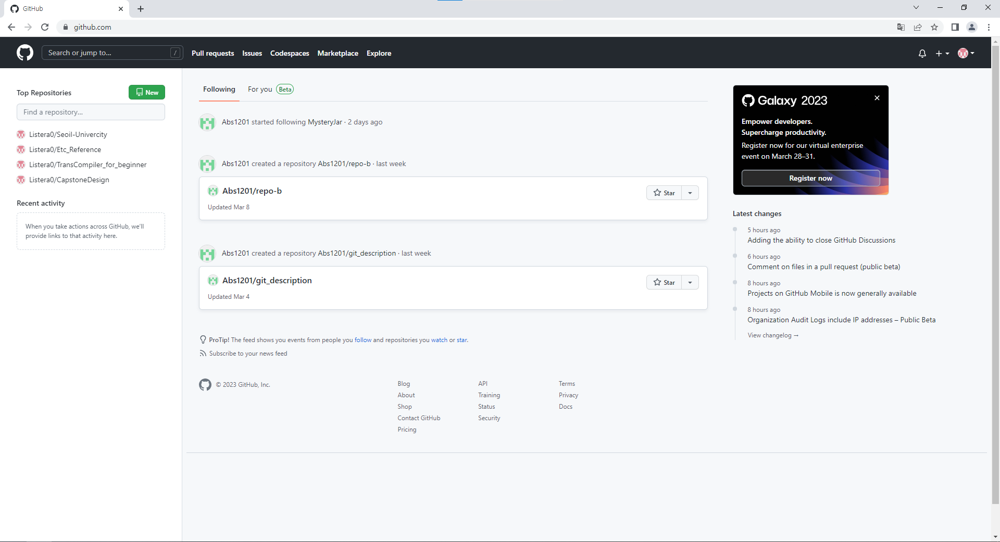 GitHub
github.com
Search or jump to...
/
Pull requests
Issues
Codespaces
Marketplace
Explore
Top Repositories
New
Find a repository...
Listera0/Seoil-Univercity
Listera0/Etc_Reference
Listera0/TransCompiler_for_beginner
Listera0/CapstoneDesign
Recent activity
When you take actions across GitHub, we'll
provide links to that activity here.
Following
For you
Beta
Abs1201 started following MysteryJar · 2 days ago
Abs1201 created a repository Abs1201/repo-b · last week
Abs1201/repo-b
Star
Updated Mar 8
Abs1201 created a repository Abs1201/git_description · last week
Abs1201/git_description
Star
Updated Mar 4
ProTip! The feed shows you events from people you follow and repositories you watch or star.
Subscribe to your news feed
© 2023 GitHub, Inc.
Blog
About
Shop
Contact GitHub
Pricing
API
Training
Status
Security
Terms
Privacy
Docs
Galaxy 2023
Empower developers.
Supercharge productivity.
Register now for our virtual enterprise
event on March 28–31.
Register now
Latest changes
5 hours ago
Adding the ability to close GitHub Discussions
6 hours ago
Comment on files in a pull request (public beta)
8 hours ago
Projects on GitHub Mobile is now generally available
8 hours ago
Organization Audit Logs include IP addresses – Public Beta
View changelog →